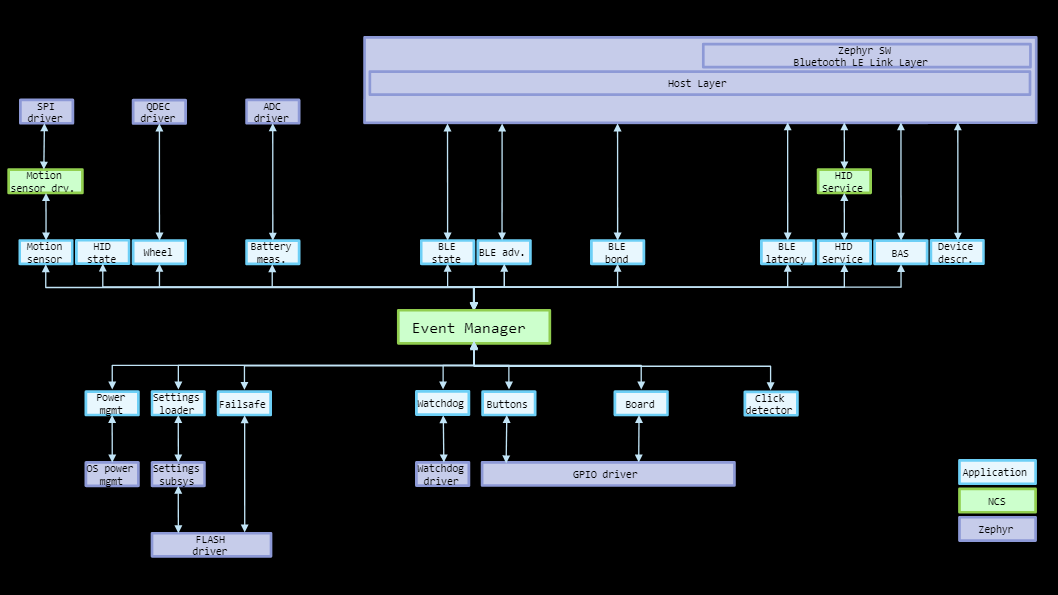 Zephyr SW
Bluetooth LE Link Layer
Host Layer
SPI
driver
QDEC
driver
ADC
driver
Motion
sensor drv.
HID
Service
Motion
sensor
HID
state
Wheel
Battery
meas.
BLE
state
BLE adv.
BLE
bond
BLE
latency
HID
Service
BAS
Device
descr.
Event Manager
Power
mgmt
Settings
loader
Failsafe
Watchdog
Buttons
Board
Click
detector
OS power
mgmt
Settings
subsys
Watchdog
driver
GPIO driver
Application
NCS
Zephyr
FLASH
driver